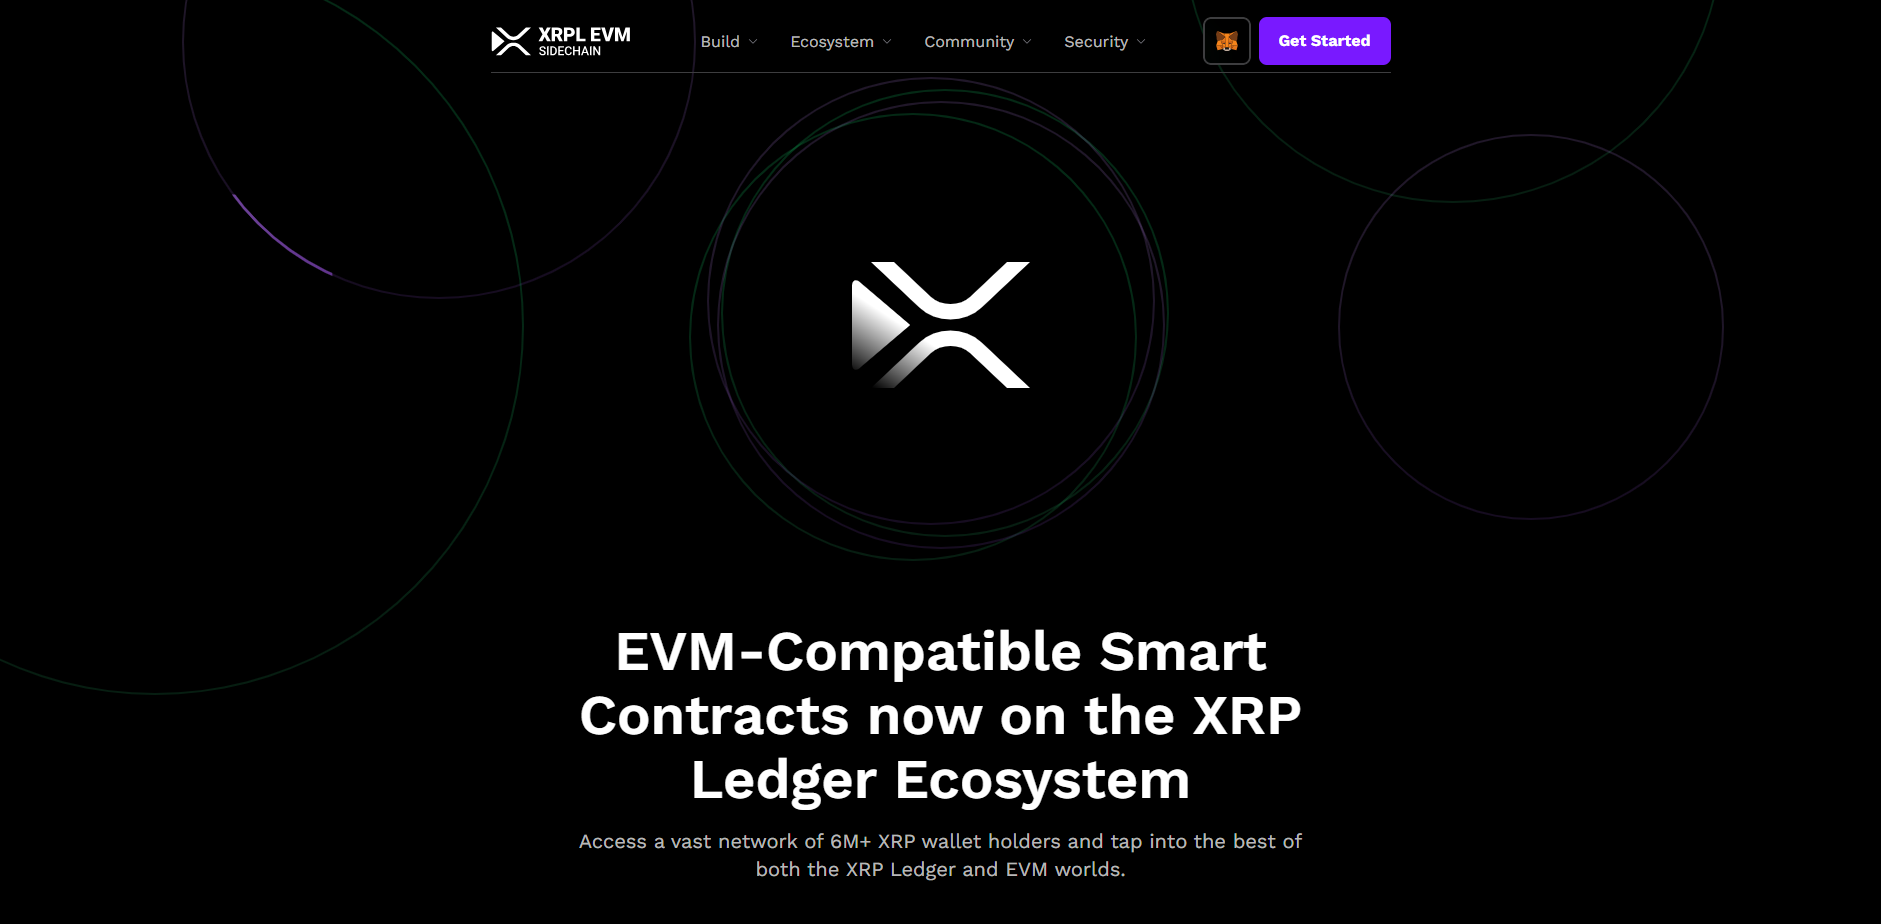 XRPL EVM
SIDECHAIN
Build
Ecosystem
Community
Security
Get Started
EVM-Compatible Smart
Contracts now on the XRP
Ledger Ecosystem
Access a vast network of 6M+ XRP wallet holders and tap into the best of
both the XRP Ledger and EVM worlds.